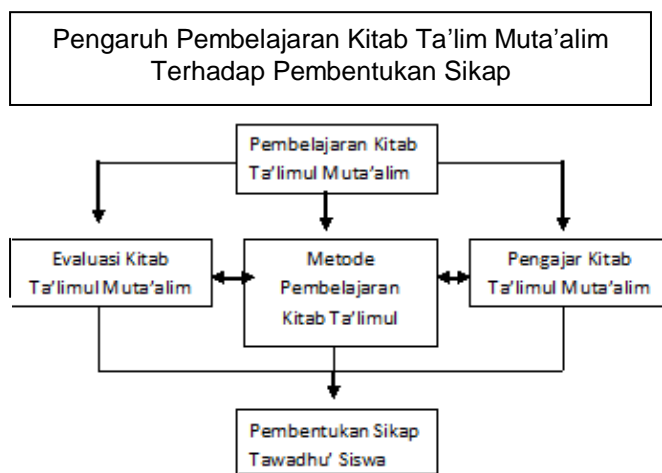 Pengaruh Pembelajaran Kitab Ta’lim Muta’alim
Terhadap Pembentukan Sikap
Pembelajaran Kitab
Ta’limul Muta’alim
Evaluasi Kitab
Ta’limul Muta’alim
Metode
Pembelajaran
Kitab Ta’limul
Pengajar Kitab
Ta’limul Muta’alim
Pembentukan Sikap
Tawadhu’ Siswa